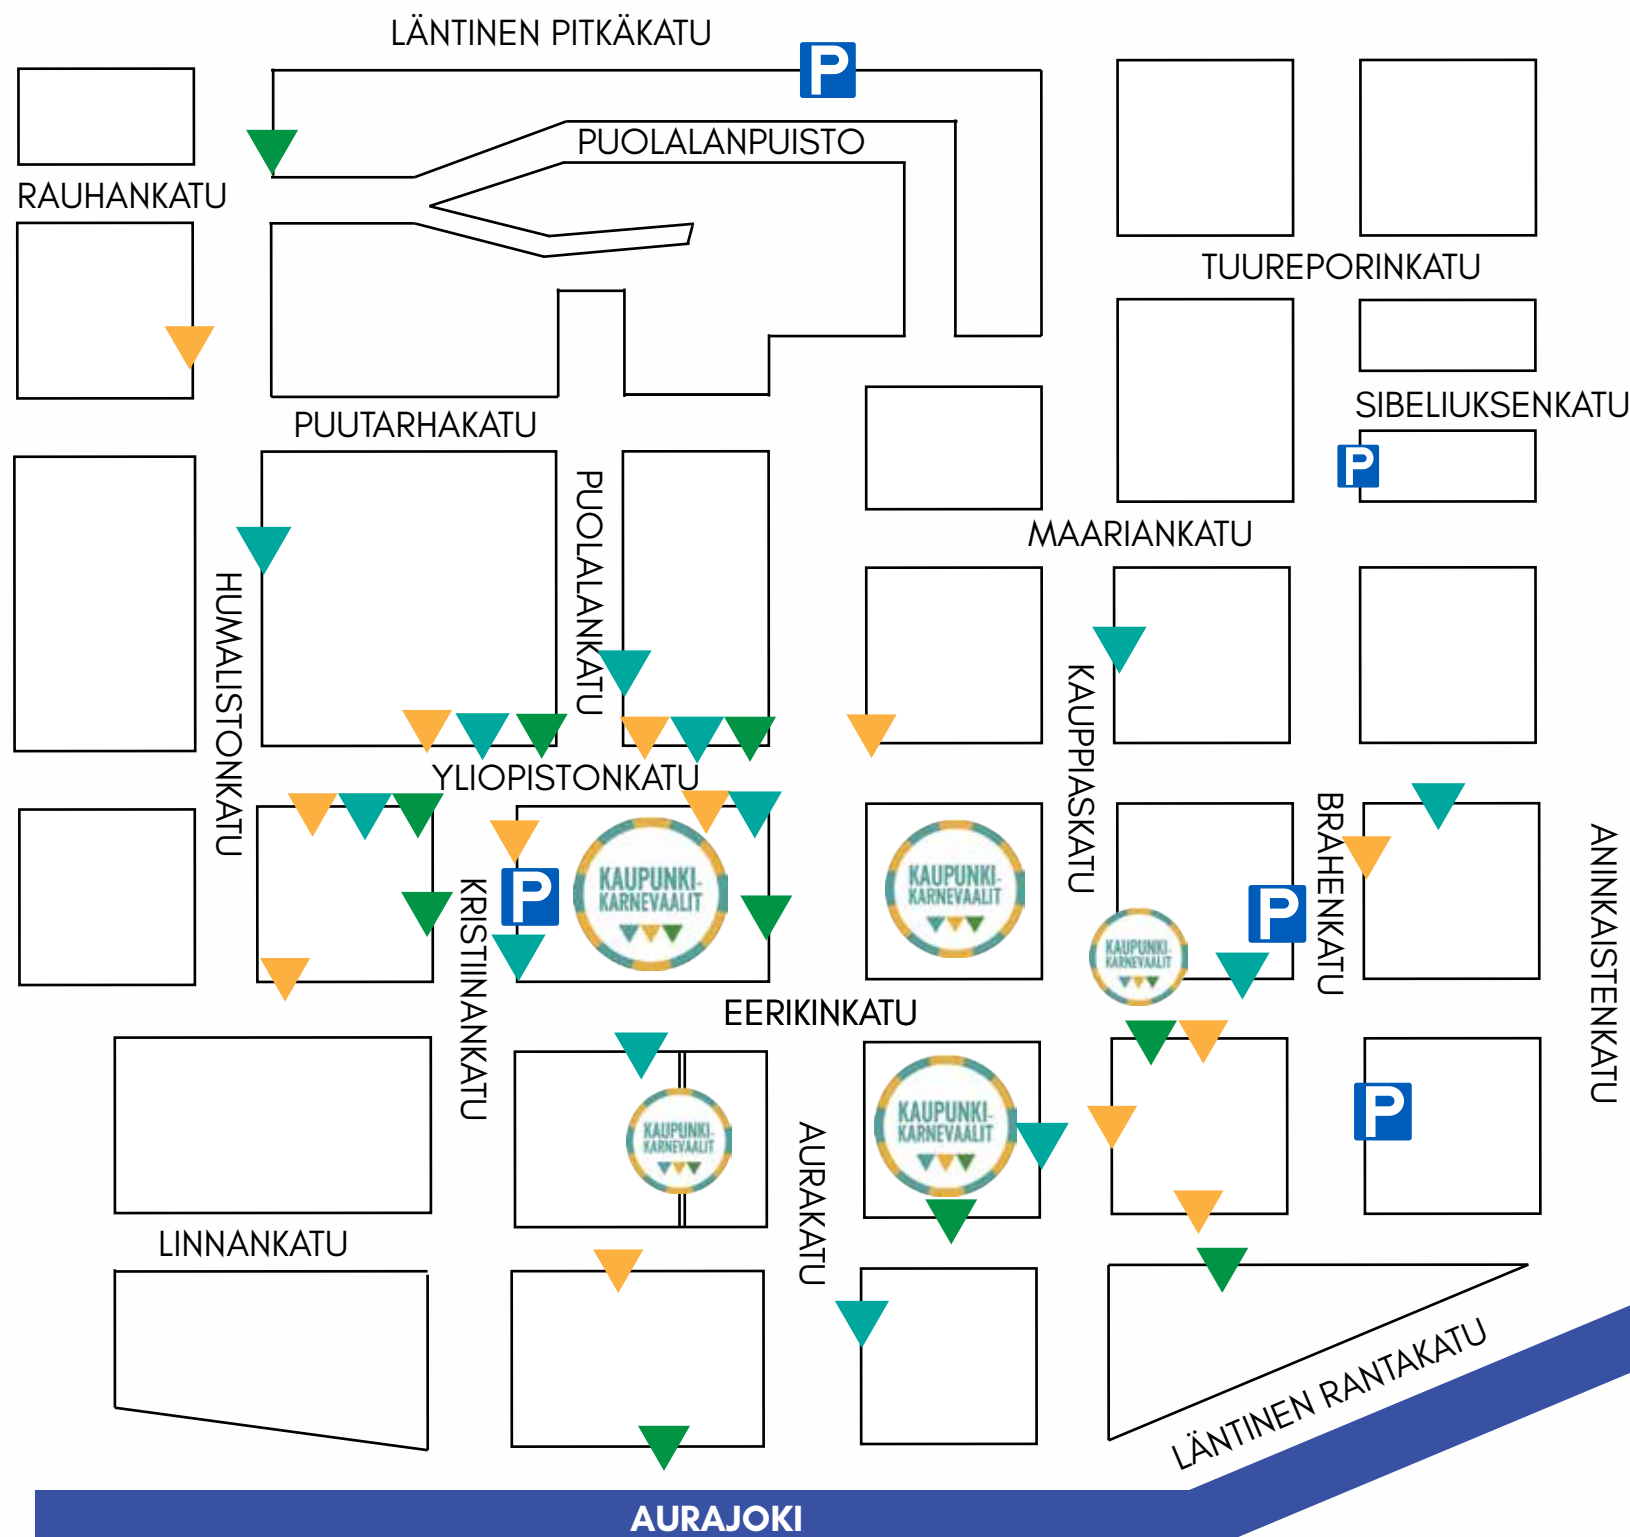 LÄNTINEN PITKÄKATU
P
PUOLALANPUISTO
RAUHANKATU
TUUREPORINKATU
SIBELIUKSENKATU
PUUTARHAKATU
P
PUOLALANKATU
MAARIANKATU
HUMALISTONKATU
KAUPPIASKATU
YLIOPISTONKATU
BRAHENKATU
ANINKAISTENKATU
KRISTIINANKATU
P
KAUPUNKI-
KARNEVAALIT
KAUPUNKI-
KARNEVAALIT
P
KAUPUNKI-
KARNEVAALIT
EERIKINKATU
KAUPUNKI-
KARNEVAALIT
KAUPUNKI-
KARNEVAALIT
P
AURAKATU
LINNANKATU
LÄNTINEN RANTAKATU
AURAJOKI